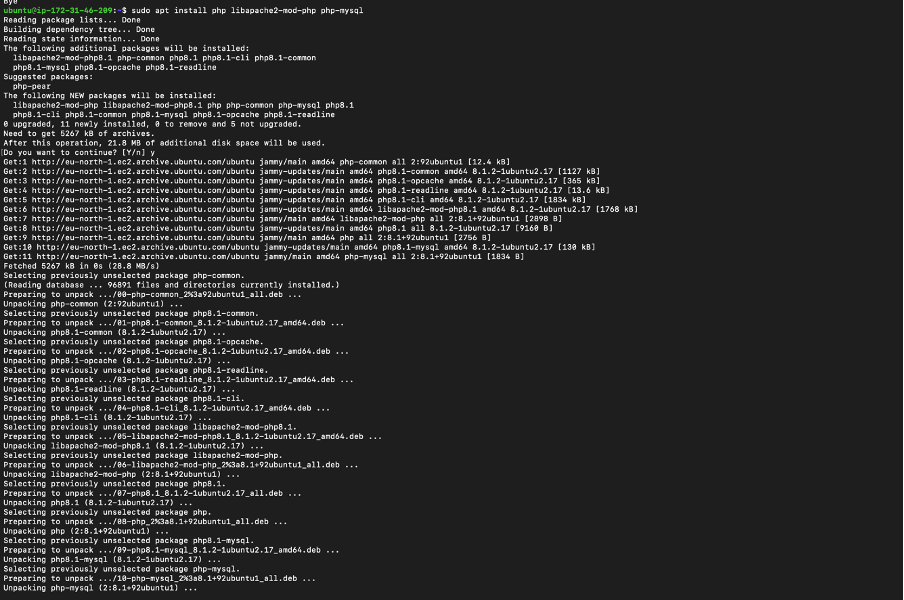 Bye
ubuntu@ip-172-31-46-209:~$ sudo apt install php libapache2-mod-php php-mysql
Reading package lists... Done
Building dependency tree... Done
Reading state information... Done
The following additional packages will be installed:
  libapache2-mod-php8.1 php-common php8.1 php8.1-cli php8.1-common
  php8.1-mysql php8.1-opcache php8.1-readline
Suggested packages:
  php-pear
The following NEW packages will be installed:
  libapache2-mod-php libapache2-mod-php8.1 php php-common php-mysql php8.1
  php8.1-cli php8.1-common php8.1-mysql php8.1-opcache php8.1-readline
0 upgraded, 11 newly installed, 0 to remove and 5 not upgraded.
Need to get 5267 kB of archives.
After this operation, 21.8 MB of additional disk space will be used.
Do you want to continue? [Y/n] y
Get:1 http://eu-north-1.ec2.archive.ubuntu.com/ubuntu jammy/main amd64 php-common all 2:92ubuntu1 [12.4 kB]
Get:2 http://eu-north-1.ec2.archive.ubuntu.com/ubuntu jammy-updates/main amd64 php8.1-common amd64 8.1.2-1ubuntu2.17 [1127 kB]
Get:3 http://eu-north-1.ec2.archive.ubuntu.com/ubuntu jammy-updates/main amd64 php8.1-opcache amd64 8.1.2-1ubuntu2.17 [365 kB]
Get:4 http://eu-north-1.ec2.archive.ubuntu.com/ubuntu jammy-updates/main amd64 php8.1-readline amd64 8.1.2-1ubuntu2.17 [13.6 kB]
Get:5 http://eu-north-1.ec2.archive.ubuntu.com/ubuntu jammy-updates/main amd64 php8.1-cli amd64 8.1.2-1ubuntu2.17 [1834 kB]
Get:6 http://eu-north-1.ec2.archive.ubuntu.com/ubuntu jammy-updates/main amd64 libapache2-mod-php8.1 amd64 8.1.2-1ubuntu2.17 [1768 kB]
Get:7 http://eu-north-1.ec2.archive.ubuntu.com/ubuntu jammy/main amd64 libapache2-mod-php all 2:8.1+92ubuntu1 [2898 B]
Get:8 http://eu-north-1.ec2.archive.ubuntu.com/ubuntu jammy-updates/main amd64 php8.1 all 8.1.2-1ubuntu2.17 [9160 B]
Get:9 http://eu-north-1.ec2.archive.ubuntu.com/ubuntu jammy/main amd64 php all 2:8.1+92ubuntu1 [2756 B]
Get:10 http://eu-north-1.ec2.archive.ubuntu.com/ubuntu jammy-updates/main amd64 php8.1-mysql amd64 8.1.2-1ubuntu2.17 [130 kB]
Get:11 http://eu-north-1.ec2.archive.ubuntu.com/ubuntu jammy/main amd64 php-mysql all 2:8.1+92ubuntu1 [1834 B]
Fetched 5267 kB in 0s (28.8 MB/s)
Selecting previously unselected package php-common.
(Reading database ... 96891 files and directories currently installed.)
Preparing to unpack .../00-php-common_2%3a92ubuntu1_all.deb ...
Unpacking php-common (2:92ubuntu1) ...
Selecting previously unselected package php8.1-common.
Preparing to unpack .../01-php8.1-common_8.1.2-1ubuntu2.17_amd64.deb ...
Unpacking php8.1-common (8.1.2-1ubuntu2.17) ...
Selecting previously unselected package php8.1-opcache.
Preparing to unpack .../02-php8.1-opcache_8.1.2-1ubuntu2.17_amd64.deb ...
Unpacking php8.1-opcache (8.1.2-1ubuntu2.17) ...
Selecting previously unselected package php8.1-readline.
Preparing to unpack .../03-php8.1-readline_8.1.2-1ubuntu2.17_amd64.deb ...
Unpacking php8.1-readline (8.1.2-1ubuntu2.17) ...
Selecting previously unselected package php8.1-cli.
Preparing to unpack .../04-php8.1-cli_8.1.2-1ubuntu2.17_amd64.deb ...
Unpacking php8.1-cli (8.1.2-1ubuntu2.17) ...
Selecting previously unselected package libapache2-mod-php8.1.
Preparing to unpack .../05-libapache2-mod-php8.1_8.1.2-1ubuntu2.17_amd64.deb ...
Unpacking libapache2-mod-php8.1 (8.1.2-1ubuntu2.17) ...
Selecting previously unselected package libapache2-mod-php.
Preparing to unpack .../06-libapache2-mod-php_2%3a8.1+92ubuntu1_all.deb ...
Unpacking libapache2-mod-php (2:8.1+92ubuntu1) ...
Selecting previously unselected package php8.1.
Preparing to unpack .../07-php8.1_8.1.2-1ubuntu2.17_all.deb ...
Unpacking php8.1 (8.1.2-1ubuntu2.17) ...
Selecting previously unselected package php.
Preparing to unpack .../08-php_2%3a8.1+92ubuntu1_all.deb ...
Unpacking php (2:8.1+92ubuntu1) ...
Selecting previously unselected package php8.1-mysql.
Preparing to unpack .../09-php8.1-mysql_8.1.2-1ubuntu2.17_amd64.deb ...
Unpacking php8.1-mysql (8.1.2-1ubuntu2.17) ...
Selecting previously unselected package php-mysql.
Preparing to unpack .../10-php-mysql_2%3a8.1+92ubuntu1_all.deb ...
Unpacking php-mysql (2:8.1+92ubuntu1) ...